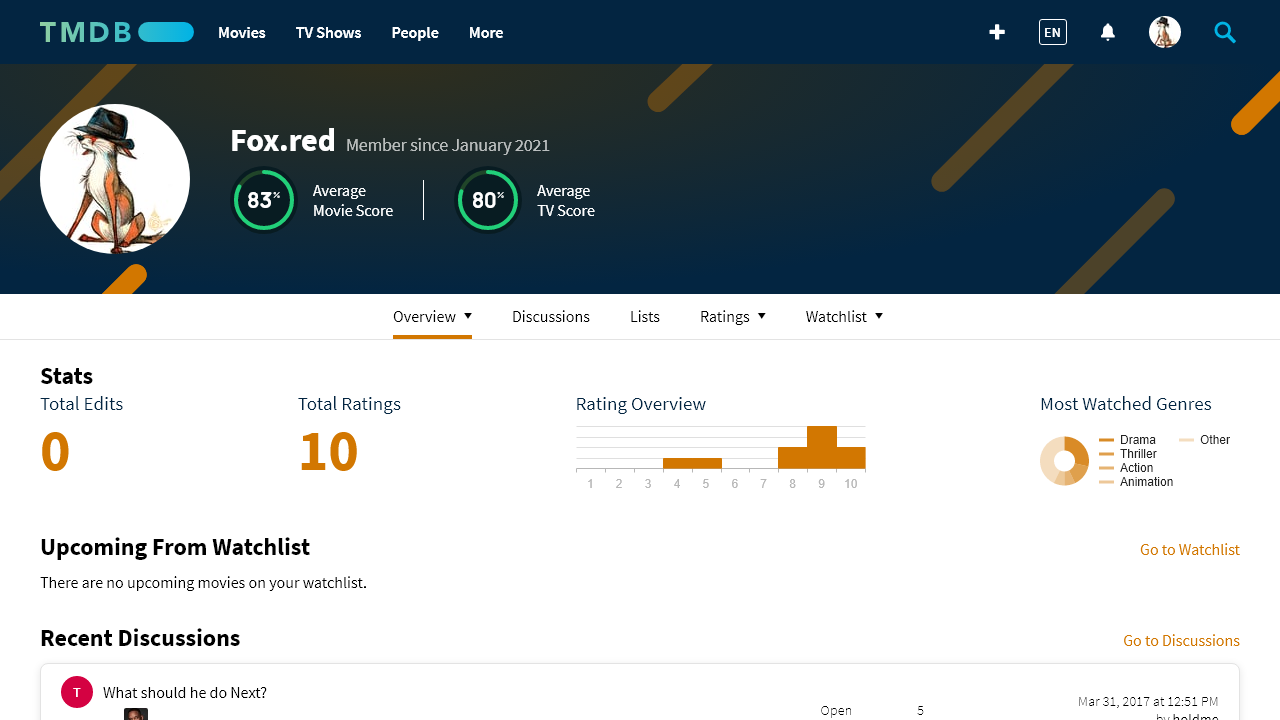 TMDB Movies TV Shows People More EN
Fox.red Member since January 2021
83% Average Movie Score 80% Average TV Score
Overview Discussions Lists Ratings Watchlist
Stats
Total Edits
0
Total Ratings
10
Rating Overview
1 2 3 4 5 6 7 8 9 10
Most Watched Genres
Drama
Thriller
Action
Animation
Other
Upcoming From Watchlist Go to Watchlist
There are no upcoming movies on your watchlist.
Recent Discussions Go to Discussions
T What should he do Next?
Open 5 Mar 31, 2017 at 12:51 PM
by holdme